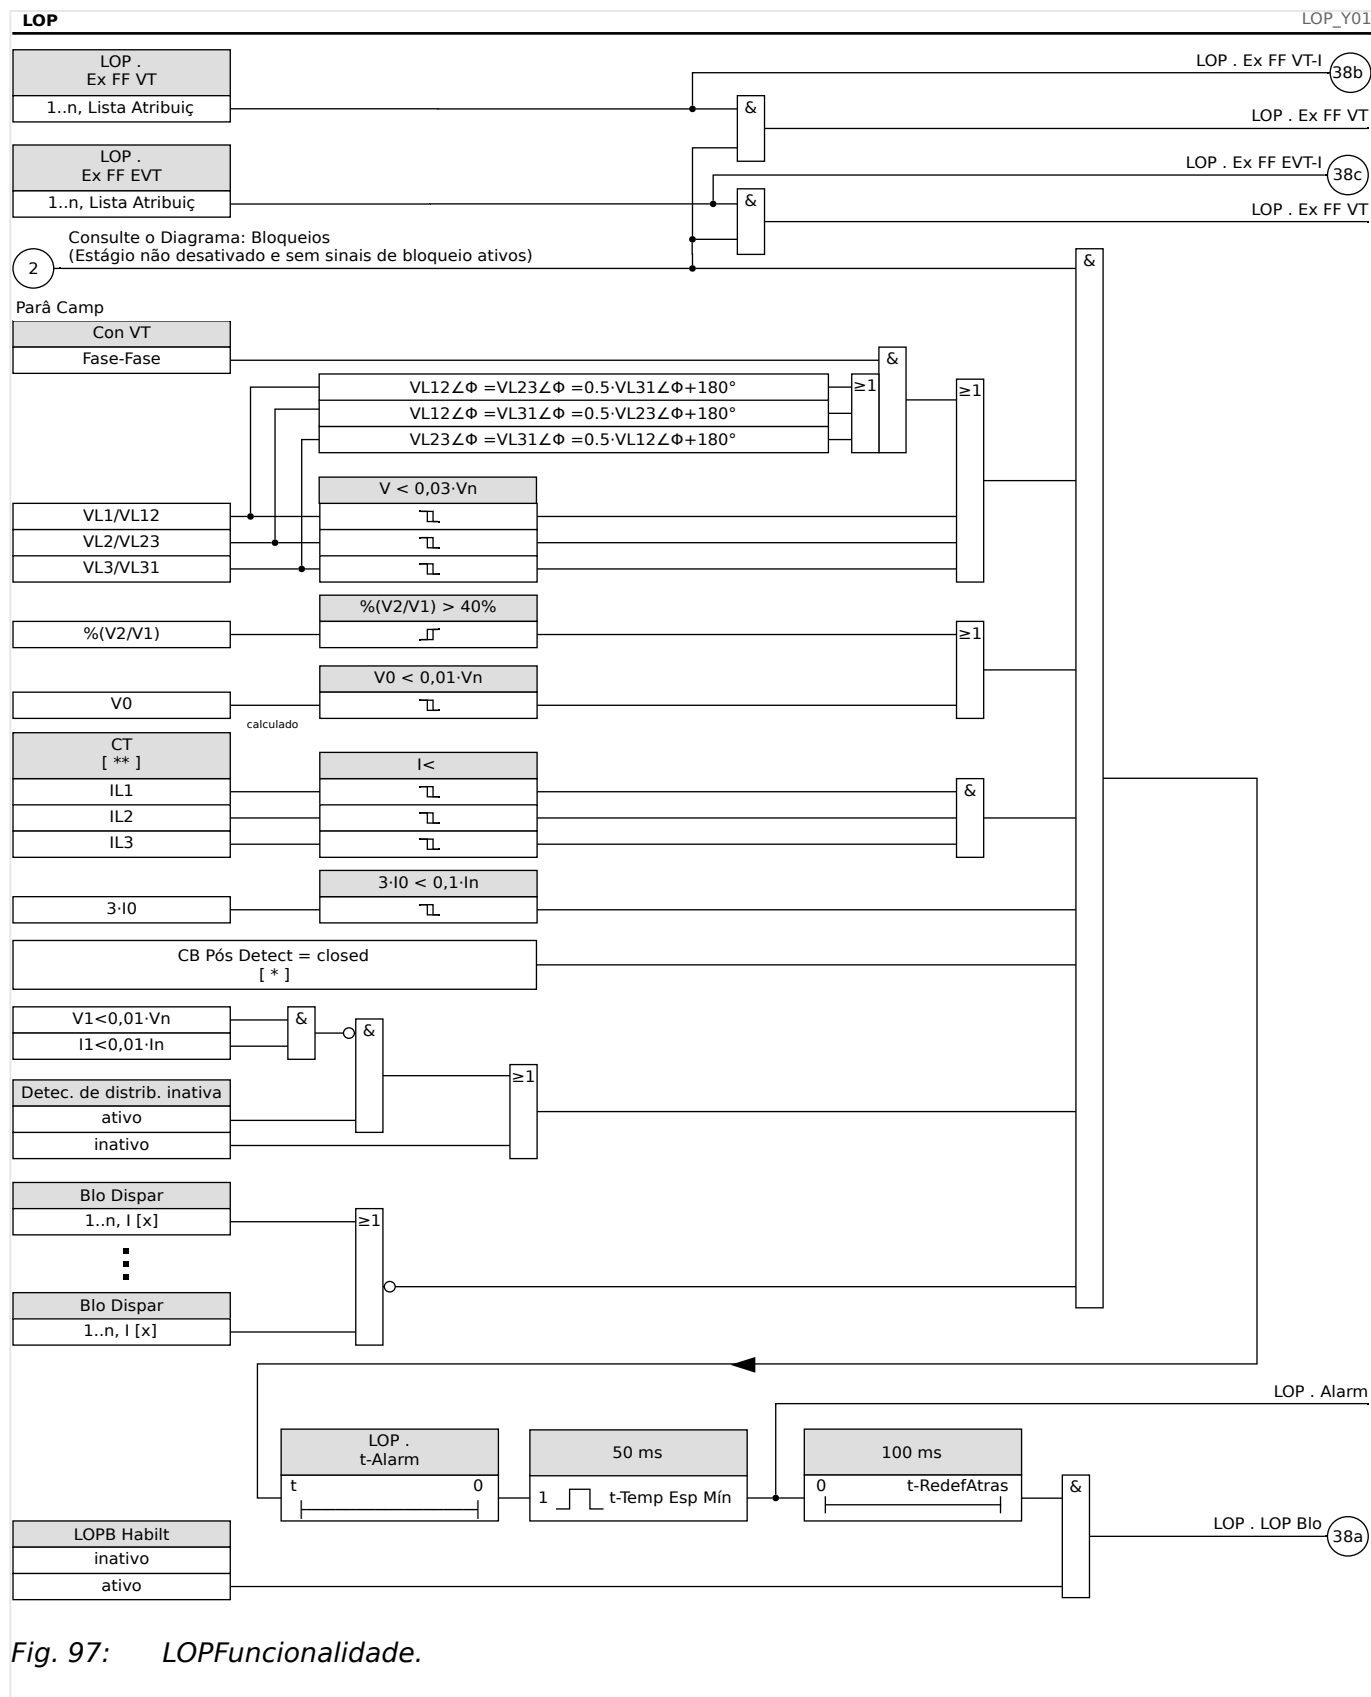 LOP
LOP_Y01
LOP .
Ex FF VT
1..n, Lista Atribuiç
LOP . Ex FF VT-I
38b
&
LOP . Ex FF VT
LOP .
Ex FF EVT
1..n, Lista Atribuiç
LOP . Ex FF EVT-I
38c
&
LOP . Ex FF VT
2
Consulte o Diagrama: Bloqueios
(Estágio não desativado e sem sinais de bloqueio ativos)
&
Parâ Camp
Con VT
Fase-Fase
&
VL12∠Φ =VL23∠Φ =0.5·VL31∠Φ+180°
≥1
≥1
VL12∠Φ =VL31∠Φ =0.5·VL23∠Φ+180°
VL23∠Φ =VL31∠Φ =0.5·VL12∠Φ+180°
V < 0,03·Vn
VL1/VL12
VL2/VL23
VL3/VL31
%(V2/V1) > 40%
%(V2/V1)
≥1
V0 < 0,01·Vn
V0
calculado
CT
[ ** ]
I<
IL1
&
IL2
IL3
3·I0 < 0,1·In
3·I0
CB Pós Detect = closed
[ * ]
V1<0,01·Vn
&
&
I1<0,01·In
≥1
Detec. de distrib. inativa
ativo
inativo
Blo Dispar
1..n, I [x]
≥1
Blo Dispar
1..n, I [x]
LOP . Alarm
LOP .
t-Alarm
50 ms
100 ms
t 0
1 t-Temp Esp Mín
0 t-RedefAtras
&
LOP . LOP Blo
38a
LOPB Habilt
inativo
ativo
Fig. 97: LOPFuncionalidade.